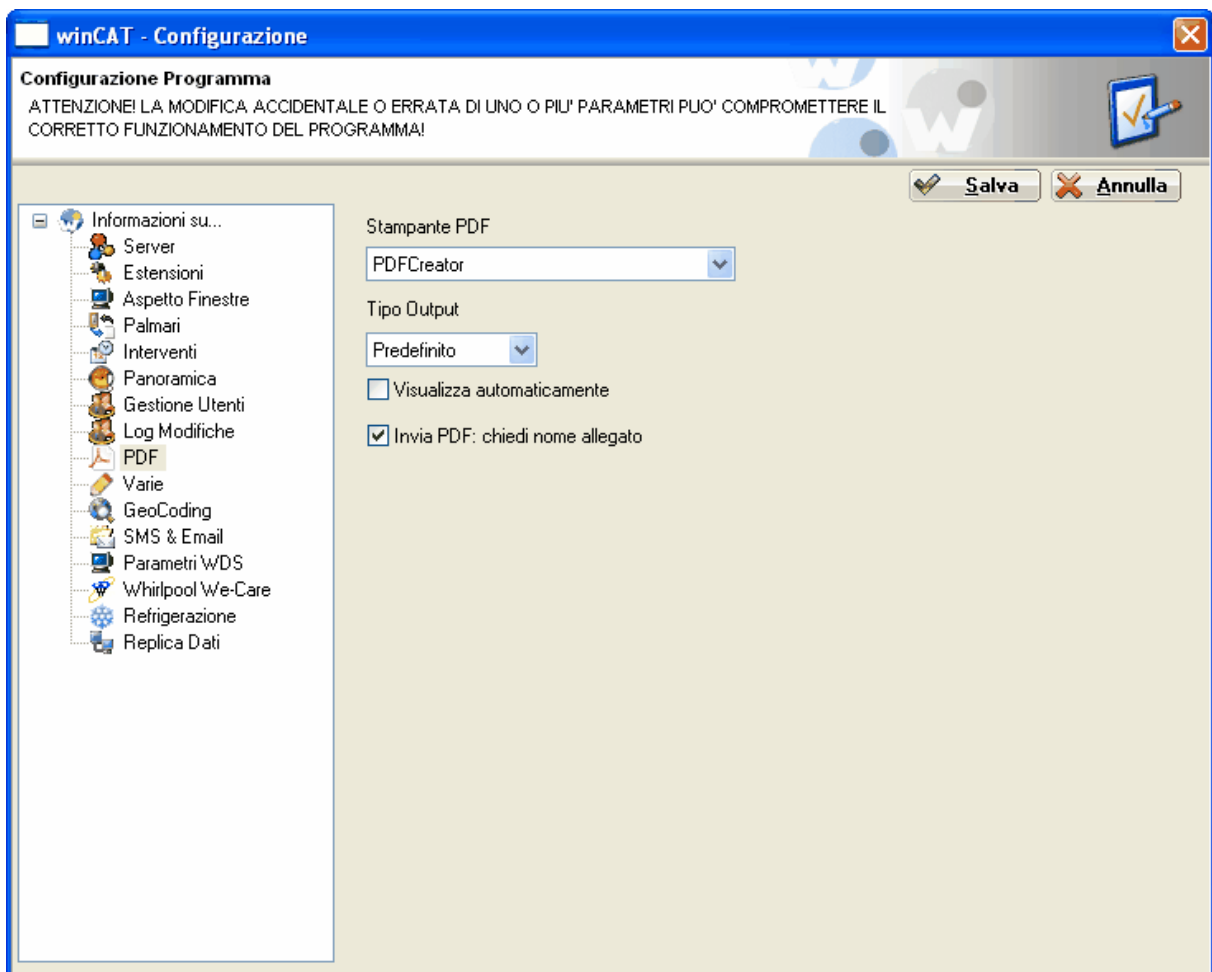 winCAT - Configurazione
Configurazione Programma
ATTENZIONE! LA MODIFICA ACCIDENTALE O ERRATA DI UNO O PIU' PARAMETRI PUO' COMPROMETTERE IL
CORRETTO FUNZIONAMENTO DEL PROGRAMMA!
Salva
Annulla
Informazioni su...
Server
Estensioni
Aspetto Finestre
Palmari
Interventi
Panoramica
Gestione Utenti
Log Modifiche
PDF
Varie
GeoCoding
SMS & Email
Parametri WDS
Whirlpool We-Care
Refrigerazione
Replica Dati
Stampante PDF
PDFCreator
Tipo Output
Predefinito
Visualizza automaticamente
Invia PDF: chiedi nome allegato